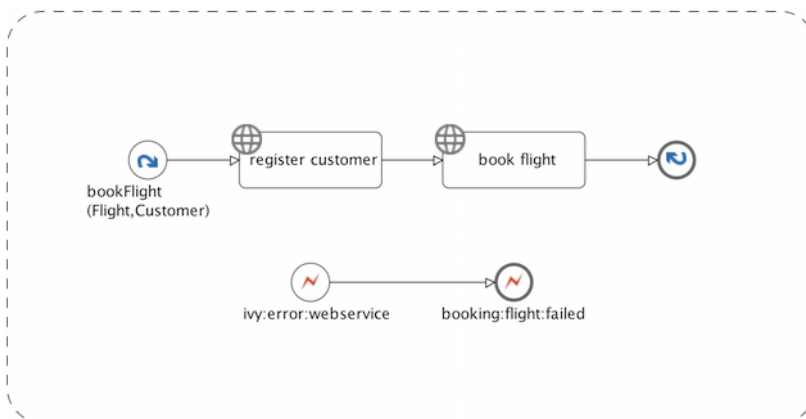 register customer
book flight
bookFlight
(Flight,Customer)
ivy:error:webservice
booking:flight:failed